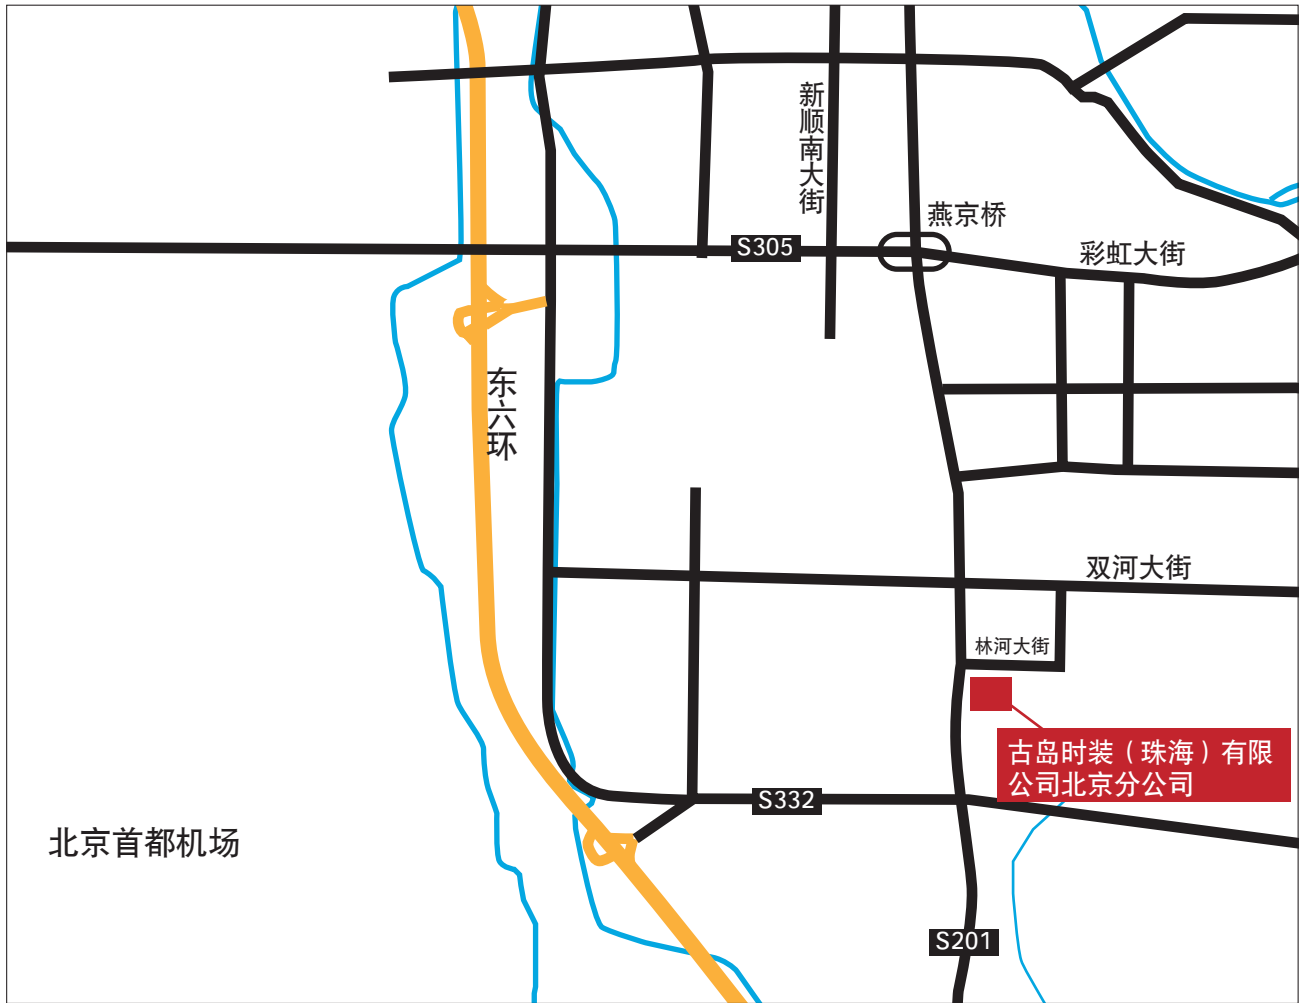 新顺南大街
燕京桥
S305
彩虹大街
东六环
双河大街
林河大街
古岛时装（珠海）有限
公司北京分公司
S332
北京首都机场
S201